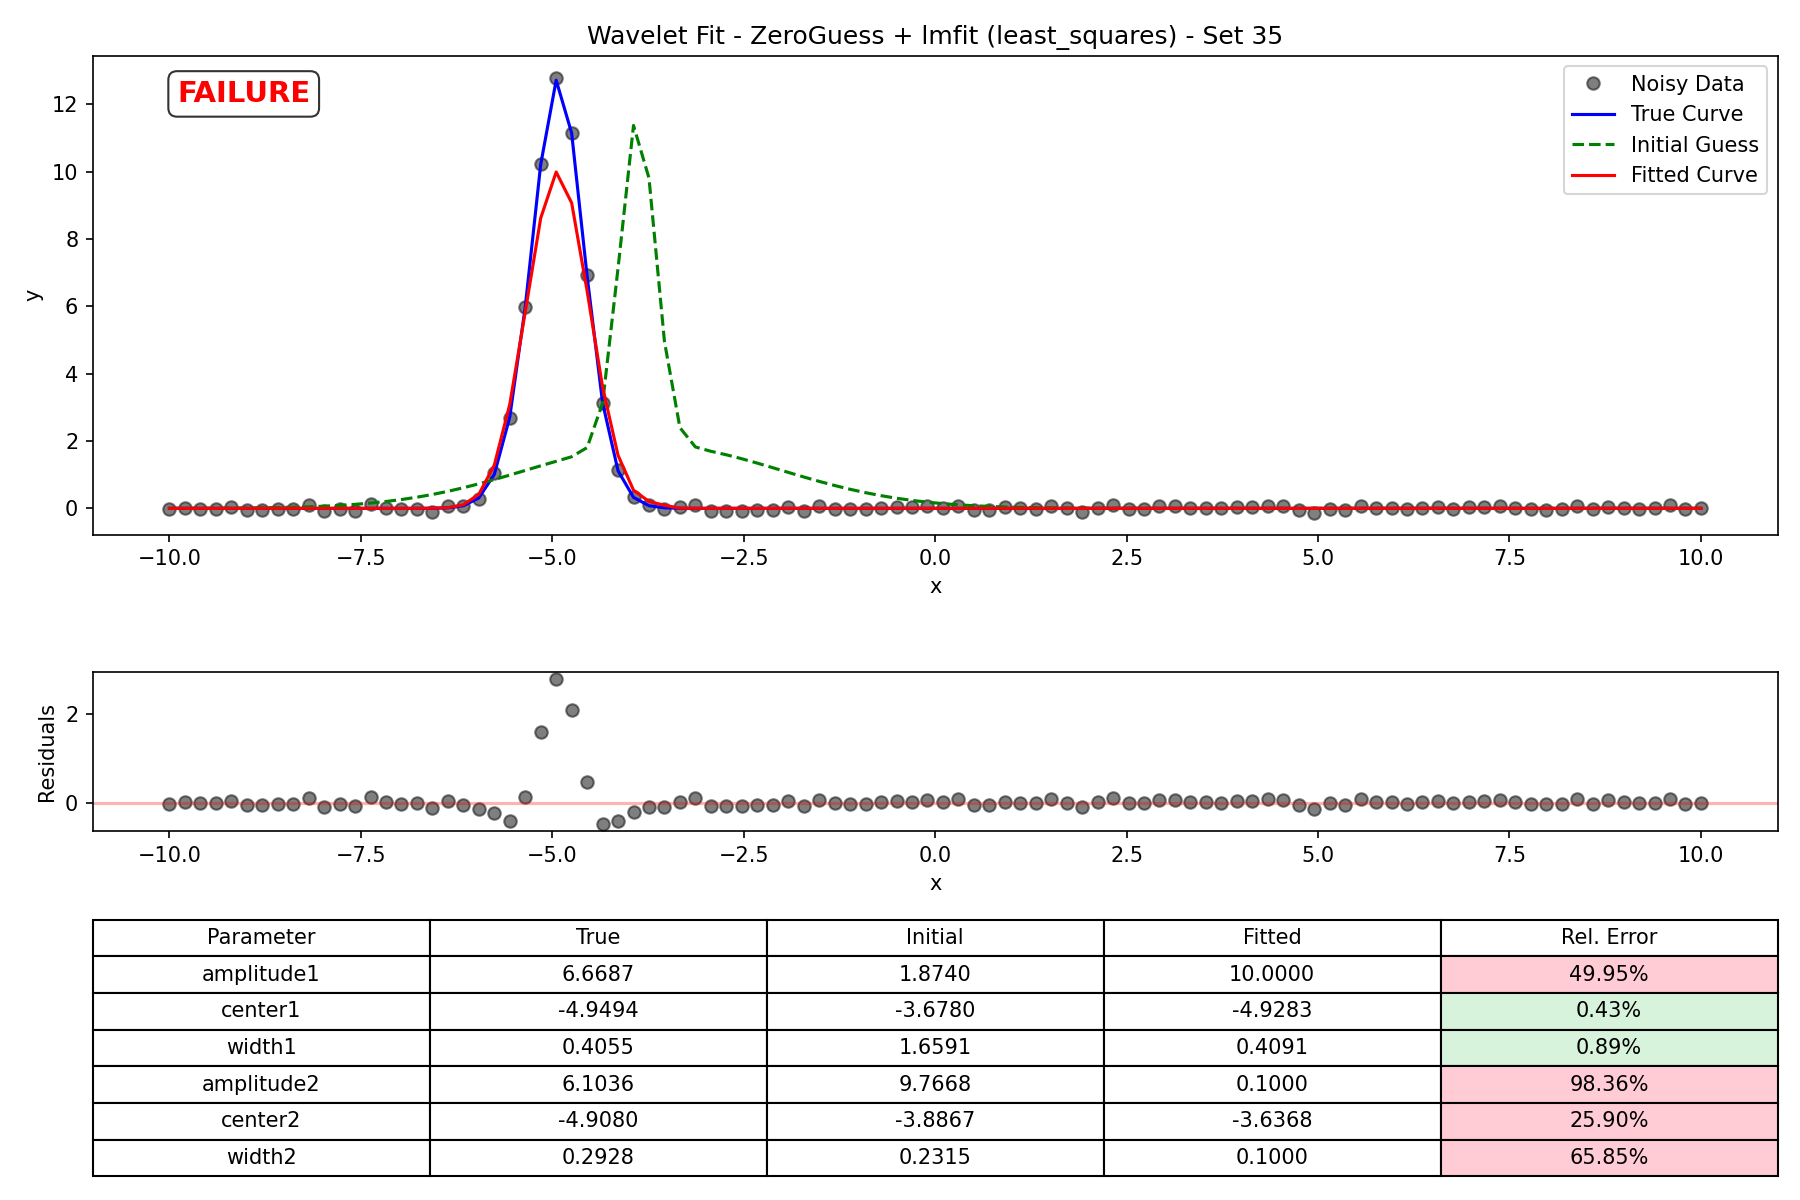 Wavelet Fit - ZeroGuess + lmfit (least_squares) - Set 35
FAILURE
Noisy Data
True Curve
Initial Guess
Fitted Curve
12
10
8
6
4
2
0
y
−10.0 −7.5 −5.0 −2.5 0.0 2.5 5.0 7.5 10.0
x
2
0
Residuals
−10.0 −7.5 −5.0 −2.5 0.0 2.5 5.0 7.5 10.0
x
Parameter True Initial Fitted Rel. Error
amplitude1 6.6687 1.8740 10.0000 49.95%
center1 -4.9494 -3.6780 -4.9283 0.43%
width1 0.4055 1.6591 0.4091 0.89%
amplitude2 6.1036 9.7668 0.1000 98.36%
center2 -4.9080 -3.8867 -3.6368 25.90%
width2 0.2928 0.2315 0.1000 65.85%